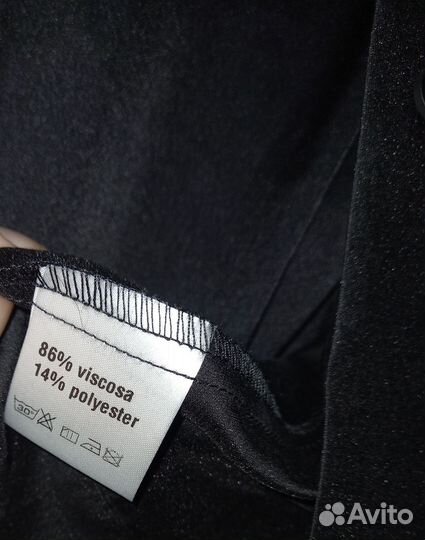 86% viscosa
14% polyester
30°
Avito